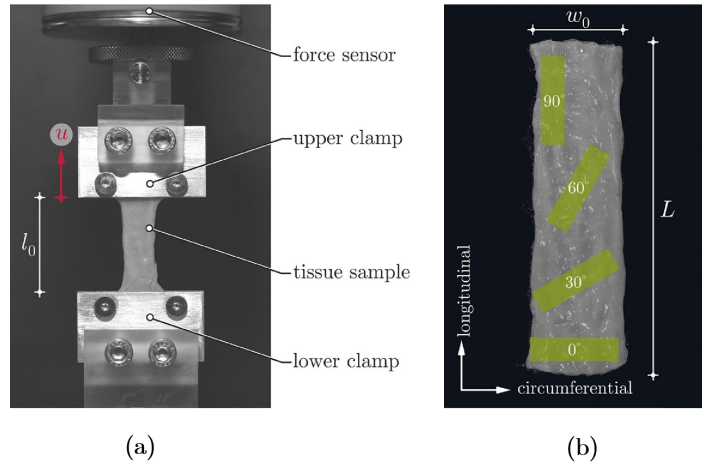 force sensor
u
upper clamp
l0
tissue sample
lower clamp
w0
90°
60°
L
30°
0°
longitudinal
circumferential
(a)
(b)